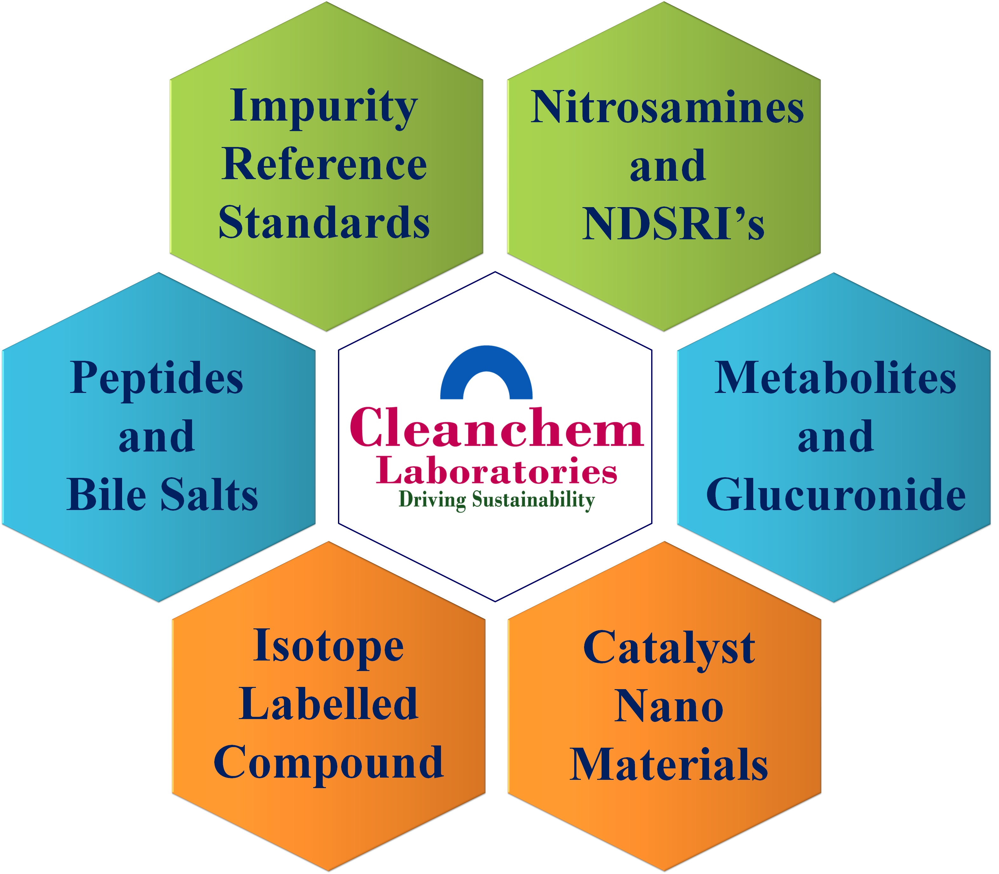 Impurity
Reference
Standards
Nitrosamines
and
NDSRI’s
Peptides
and
Bile Salts
Cleanchem
Laboratories
Driving Sustainability
Metabolites
and
Glucuronide
Isotope
Labelled
Compound
Catalyst
Nano
Materials